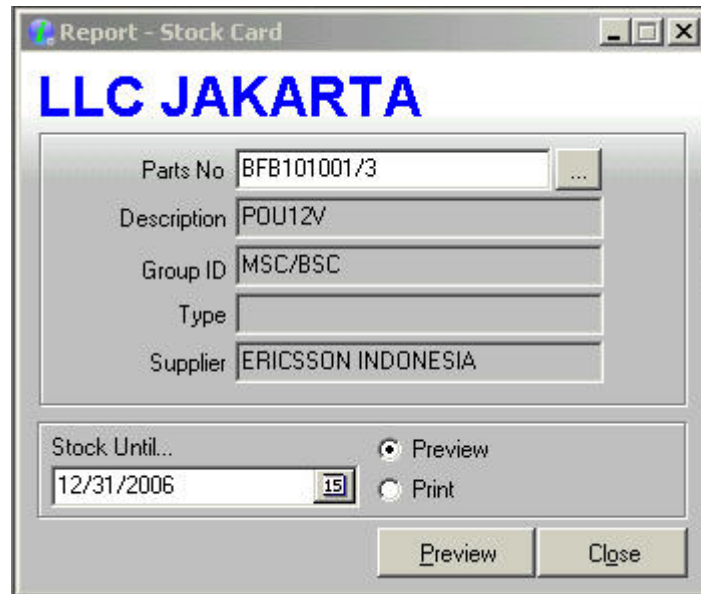 Report - Stock Card
LLC JAKARTA
Parts No BFB101001/3 ...
Description POU12V
Group ID MSC/BSC
Type
Supplier ERICSSON INDONESIA
Stock Until...
Preview
12/31/2006 15
Print
Preview Close